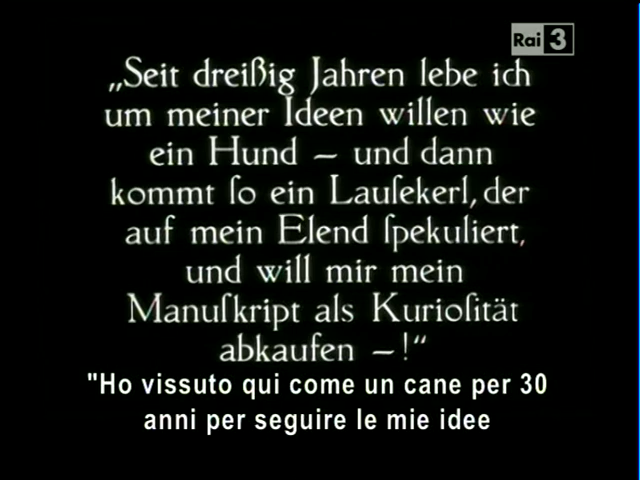 Rai 3
„Seit dreißig Jahren lebe ich
um meiner Ideen willen wie
ein Hund – und dann
kommt ſo ein Lauſekerl, der
auf mein Elend ſpekuliert,
und will mir mein
Manuſkript als Kurioſität
abkaufen –!“
"Ho vissuto qui come un cane per 30
anni per seguire le mie idee